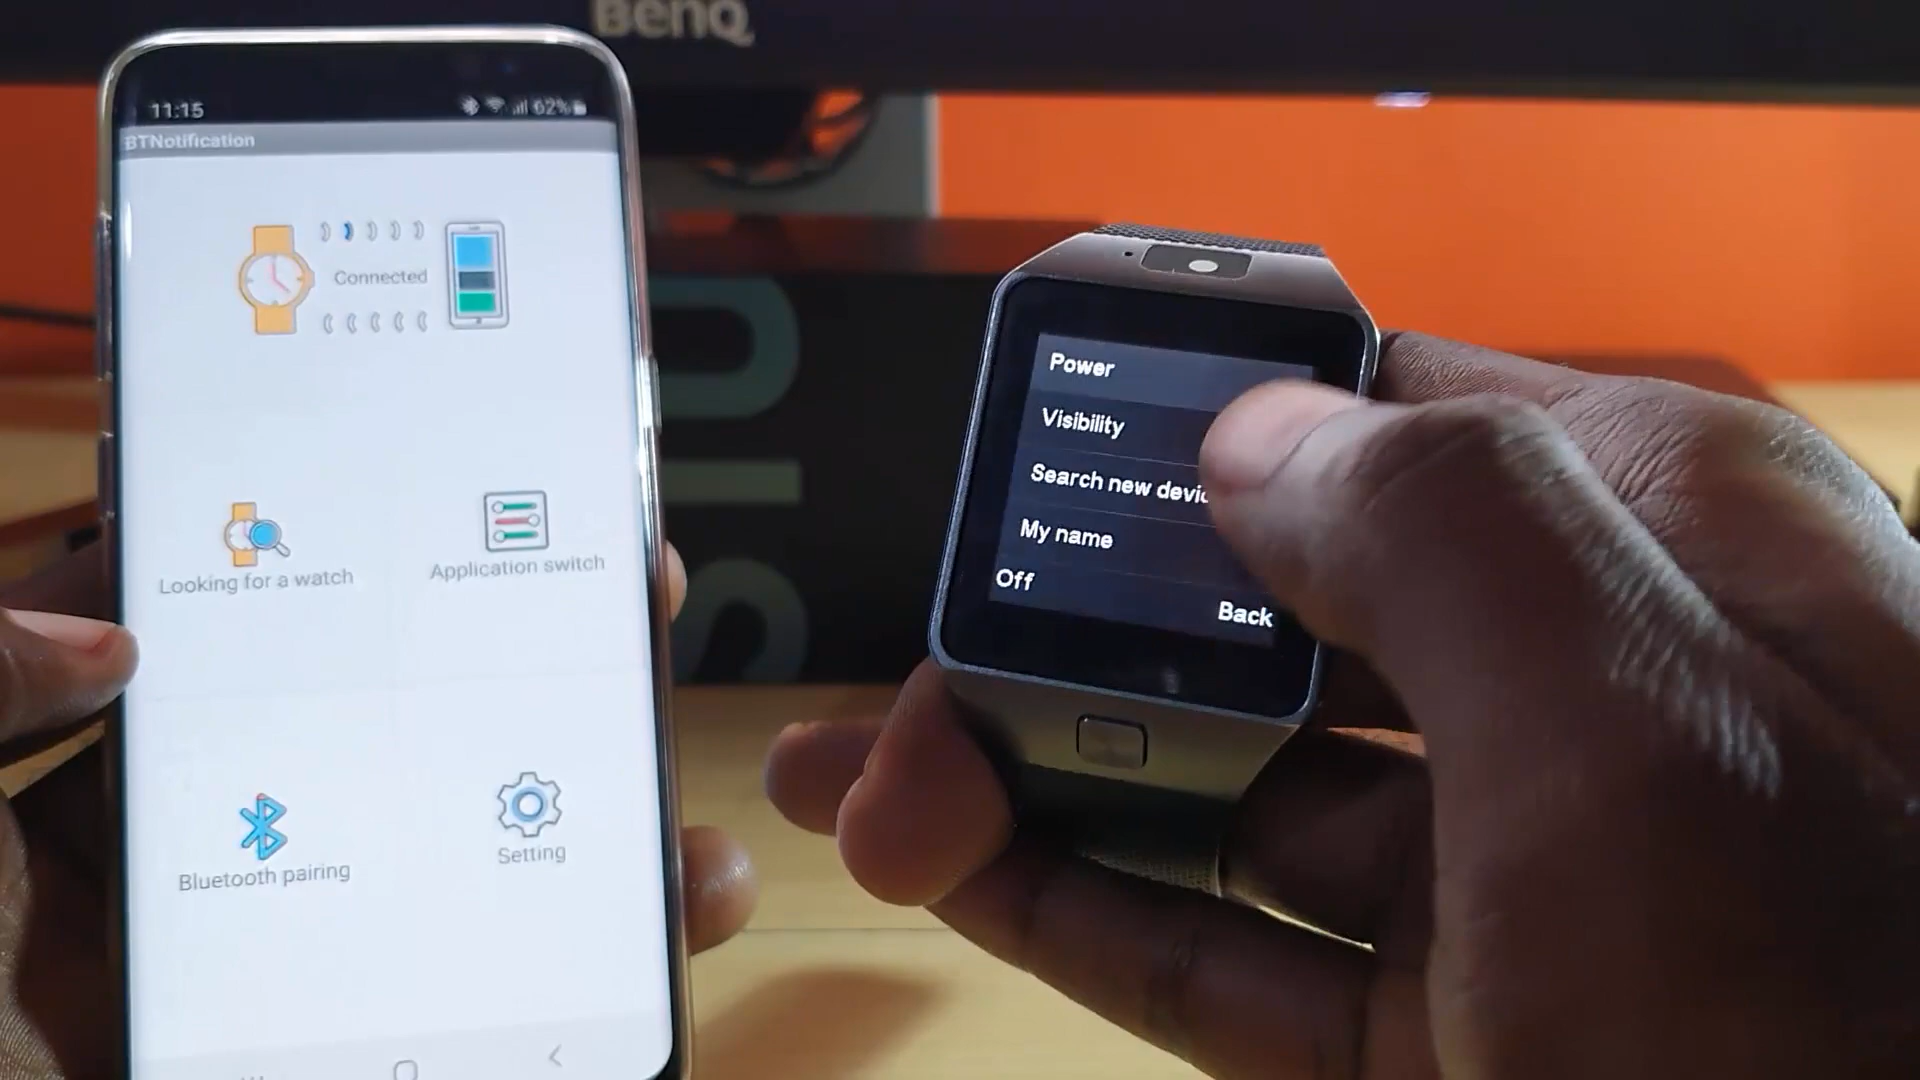 BenQ
11:15
62%
BTNotification
Connected
Looking for a watch
Application switch
Bluetooth pairing
Setting
Power
Visibility
Search new devic
My name
Off
Back